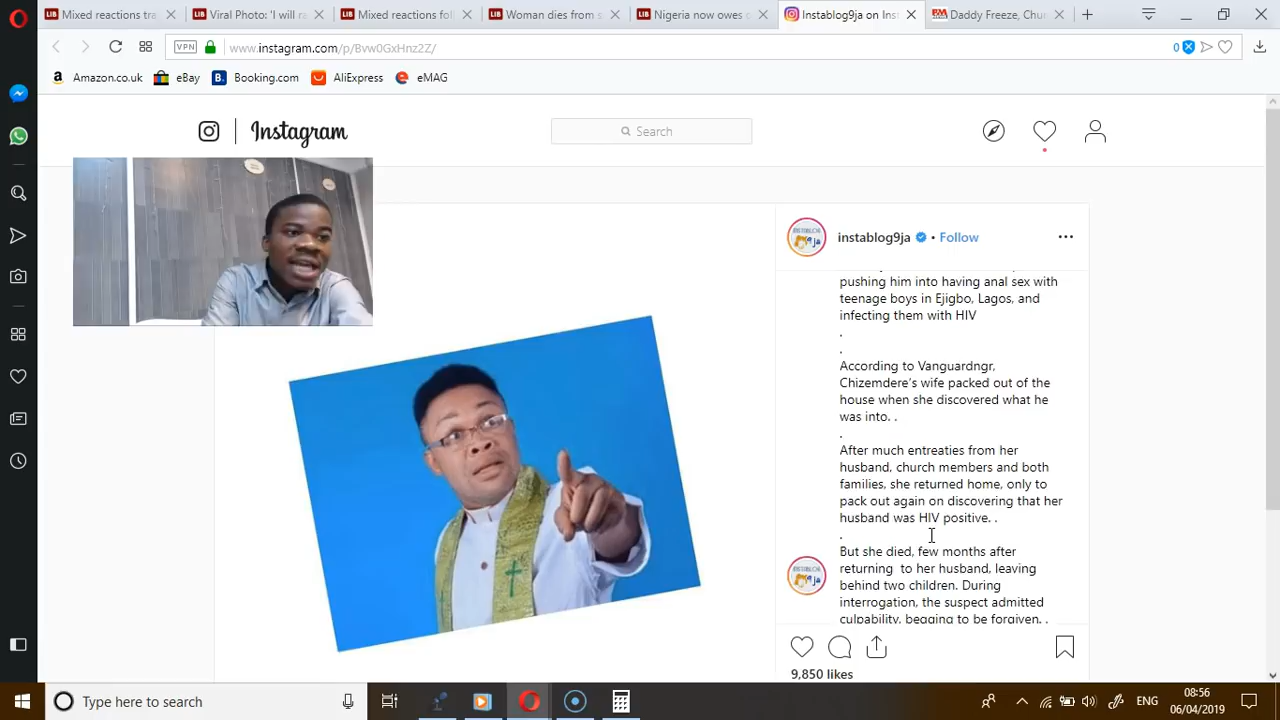 Mixed reactions tra
Viral Photo: 'I will ra
Mixed reactions fo
Woman dies from s
Nigeria now owes
Instablog9ja on Ins
Daddy Freeze, Chu
VPN
www.instagram.com/p/Bvw0GxHnz2Z/
0
Amazon.co.uk
eBay
Booking.com
AliExpress
eMAG
Instagram
Search
instablog9ja • Follow
pushing him into having anal sex with
teenage boys in Ejigbo, Lagos, and
infecting them with HIV
.
.
According to Vanguardngr,
Chizemdere's wife packed out of the
house when she discovered what he
was into. .
.
After much entreaties from her
husband, church members and both
families, she returned home, only to
pack out again on discovering that her
husband was HIV positive. .
.
But she died, few months after
returning to her husband, leaving
behind two children. During
interrogation, the suspect admitted
culpability, begging to be forgiven. .
9,850 likes
Type here to search
ENG
08:56
06/04/2019